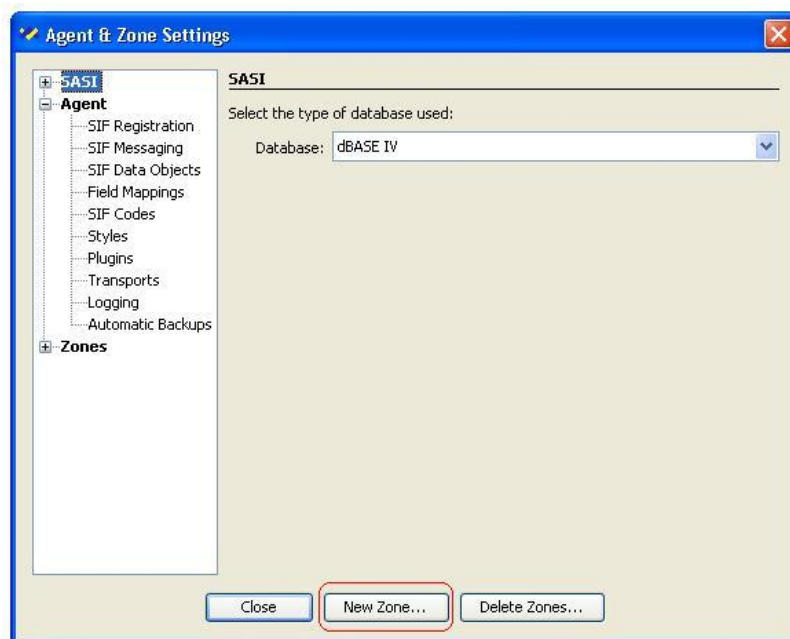 Agent & Zone Settings
SASI
Agent
SIF Registration
SIF Messaging
SIF Data Objects
Field Mappings
SIF Codes
Styles
Plugins
Transports
Logging
Automatic Backups
Zones
SASI
Select the type of database used:
Database: dBASE IV
Close New Zone... Delete Zones...